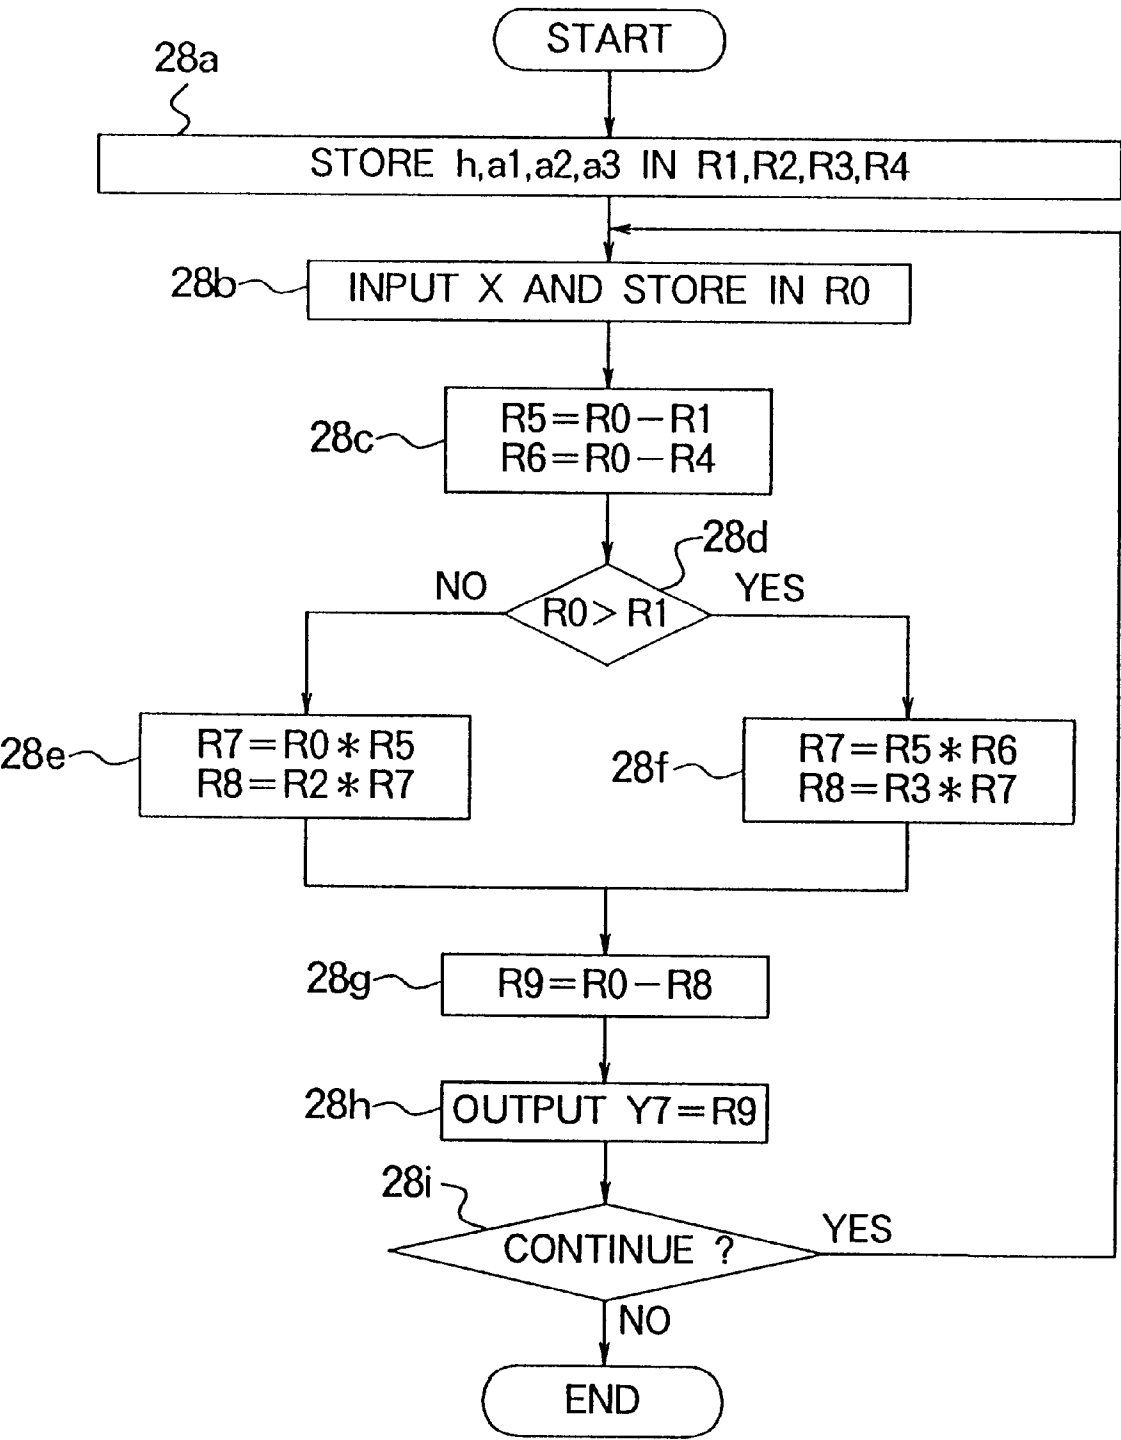 START
28a
STORE h,a1,a2,a3 IN R1,R2,R3,R4
28b
INPUT X AND STORE IN R0
28c
R5=R0-R1
R6=R0-R4
28d
NO
YES
R0>R1
28e
R7=R0*R5
R8=R2*R7
28f
R7=R5*R6
R8=R3*R7
28g
R9=R0-R8
28h
OUTPUT Y7=R9
28i
CONTINUE ?
YES
NO
END